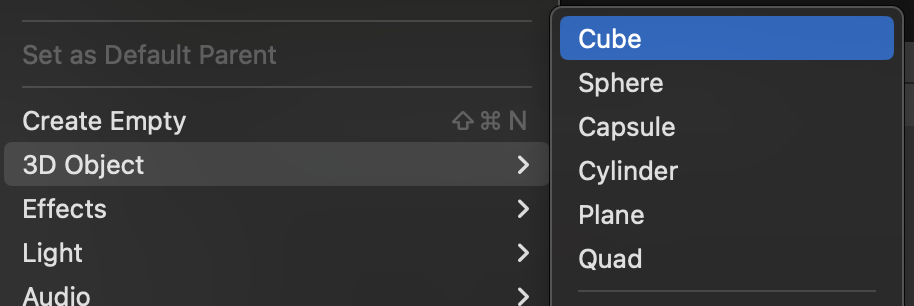 Set as Default Parent
Create Empty ⇧ ⌘ N
3D Object
Effects
Light
Audio
Cube
Sphere
Capsule
Cylinder
Plane
Quad